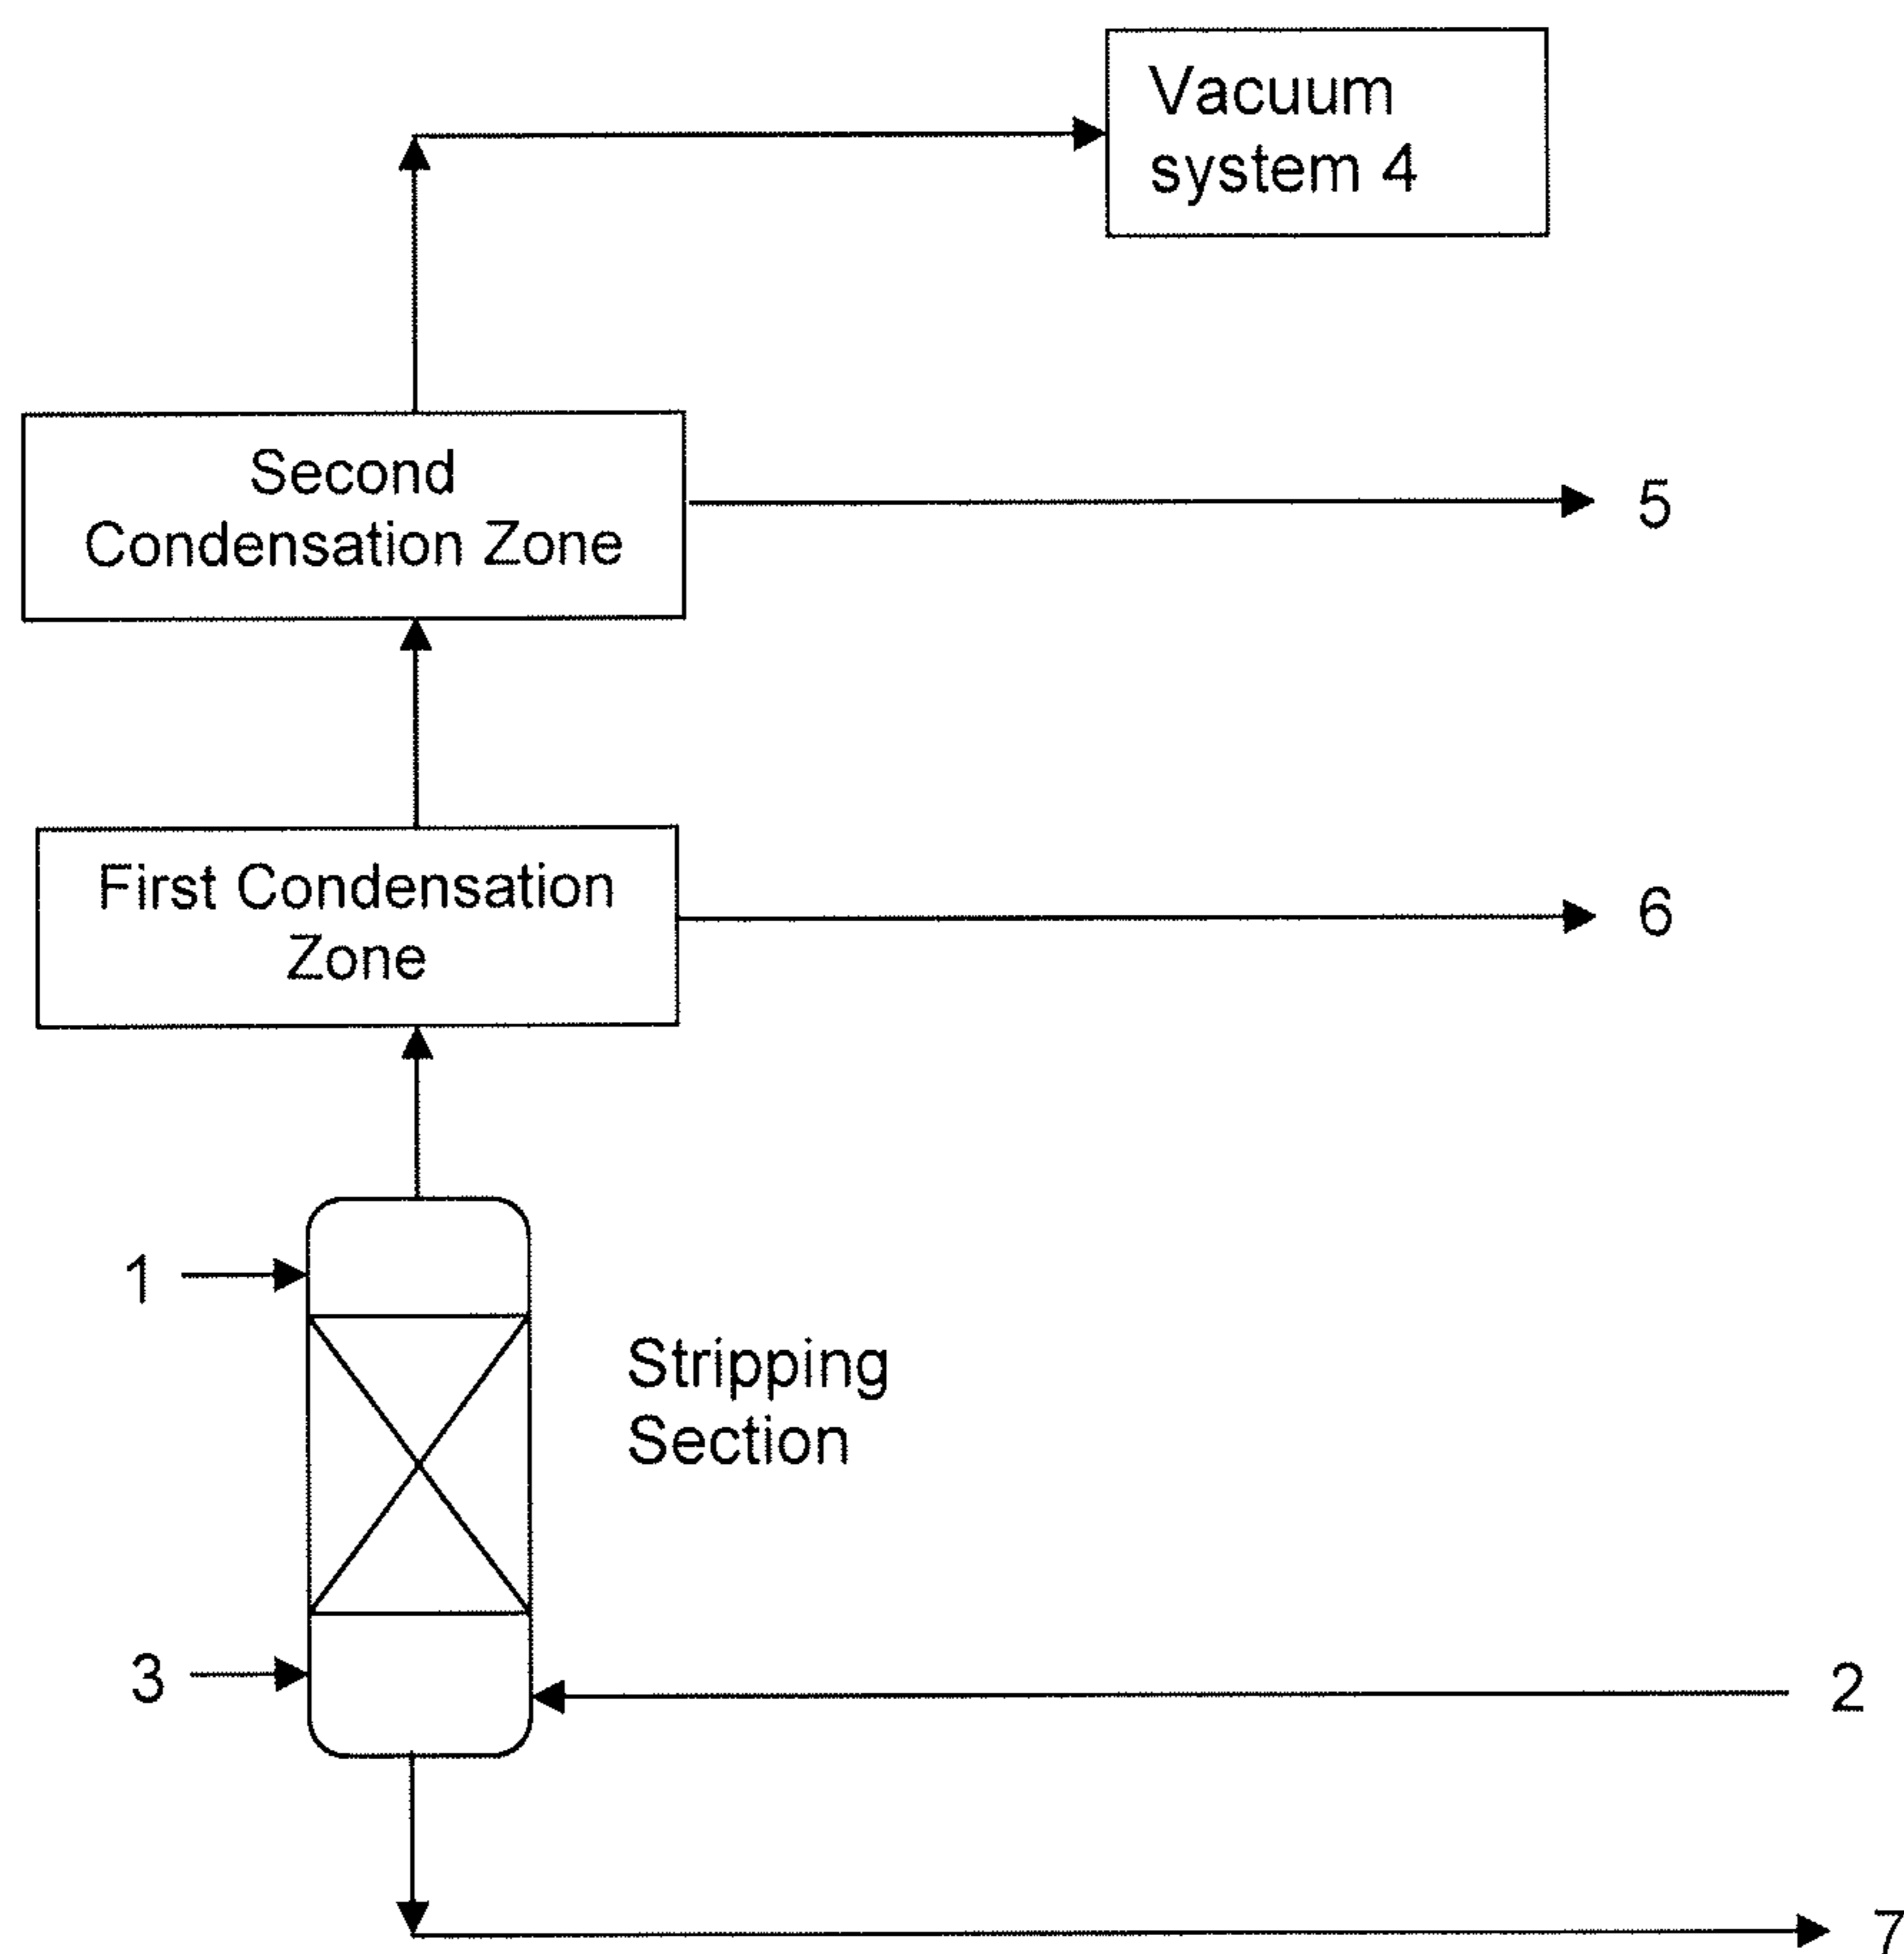 Vacuum
system 4
Second
Condensation Zone
5
First Condensation
Zone
6
1
Stripping
Section
3
2
7